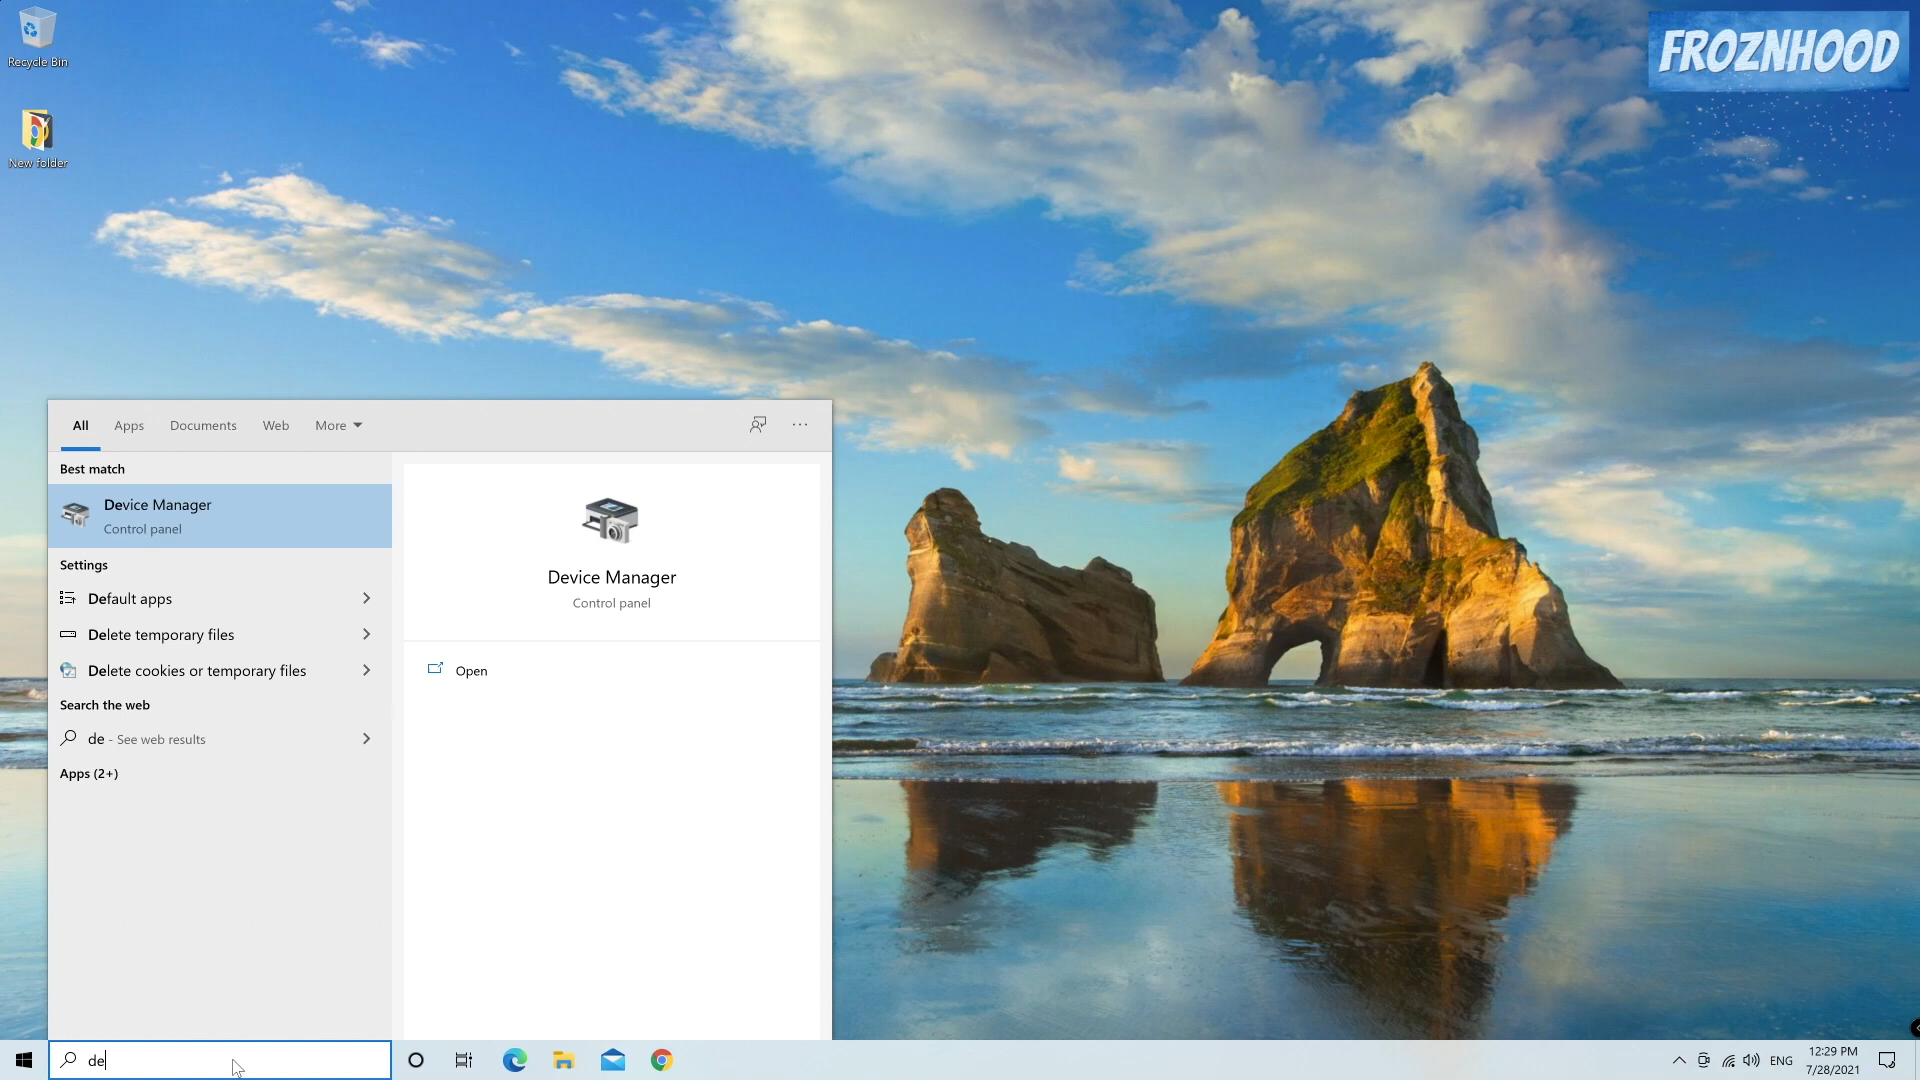 Recycle Bin
New folder
FROZNHOOD
All
Apps
Documents
Web
More
Best match
Device Manager
Control panel
Settings
Default apps
Delete temporary files
Delete cookies or temporary files
Search the web
de - See web results
Apps (2+)
Device Manager
Control panel
Open
de
ENG
12:29 PM
7/28/2021